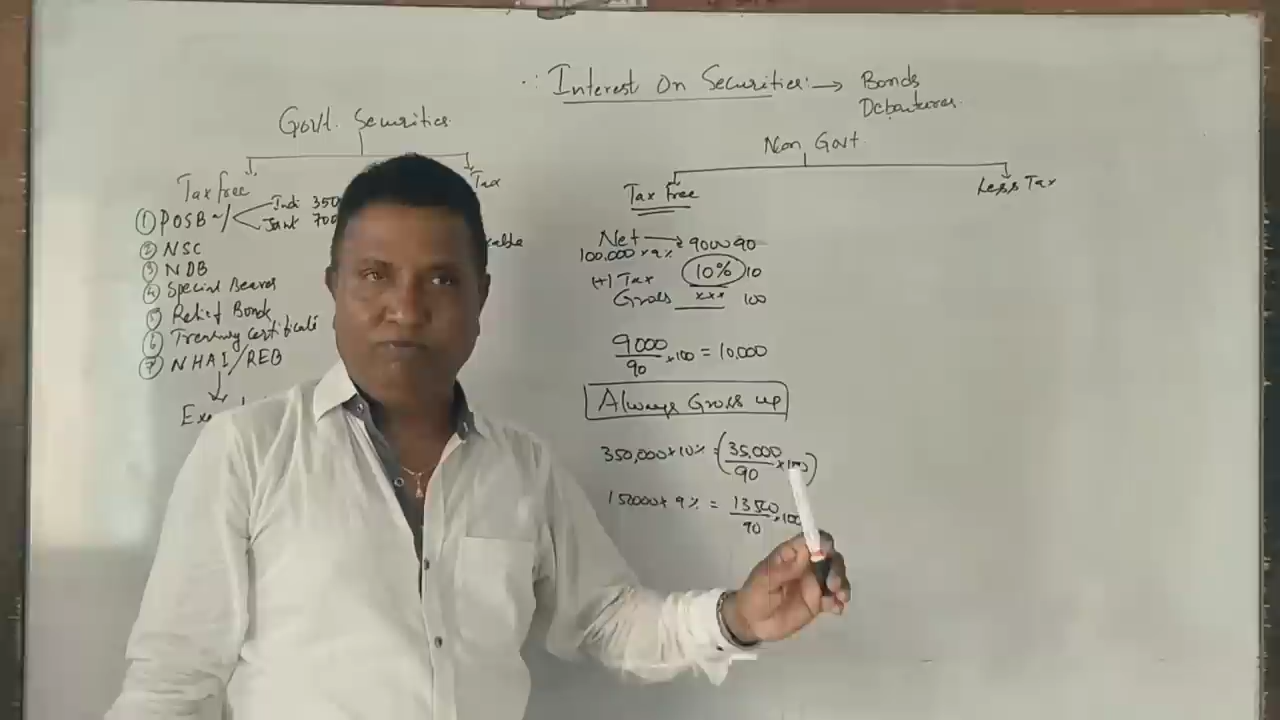 ∴ Interest On Securities:→ Bonds
Debentures
Govt. Securities
Tax free
Tax
① POSB ~/ Indi 350
Joint 700
② NSC
③ NDB
④ Special Bearer
⑤ Relief Bonds
⑥ Treasury Certificate
⑦ NHAI/REB
Non Govt
Tax free
Less Tax
Net → 9000 90
100,000 × 9%
(+) Tax 10% 10
Gross xxx 100
9000/90 × 100 = 10,000
Always Gross up
350,000 × 10% = (35,000/90 × 100)
150000 × 9% = 13500/90 × 100